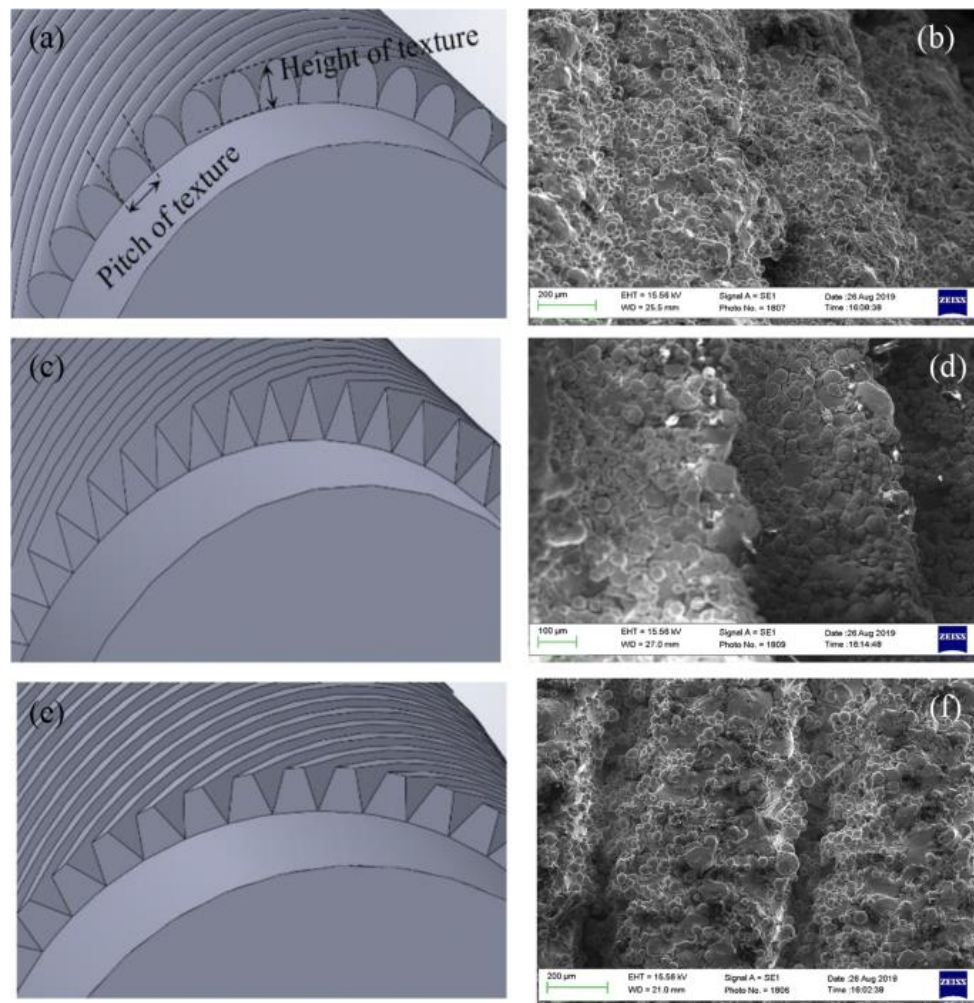 (a)
Height of texture
Pitch of texture
(b)
200 µm
EHT = 15.56 kV
WD = 25.5 mm
Signal A = SE1
Photo No. = 1807
Date :26 Aug 2019
Time :16:08:38
ZEISS
(c)
(d)
100 µm
EHT = 15.56 kV
WD = 27.0 mm
Signal A = SE1
Photo No. = 1809
Date :26 Aug 2019
Time :16:14:48
ZEISS
(e)
(f)
200 µm
EHT = 15.56 kV
WD = 21.0 mm
Signal A = SE1
Photo No. = 1806
Date :26 Aug 2019
Time :16:02:38
ZEISS